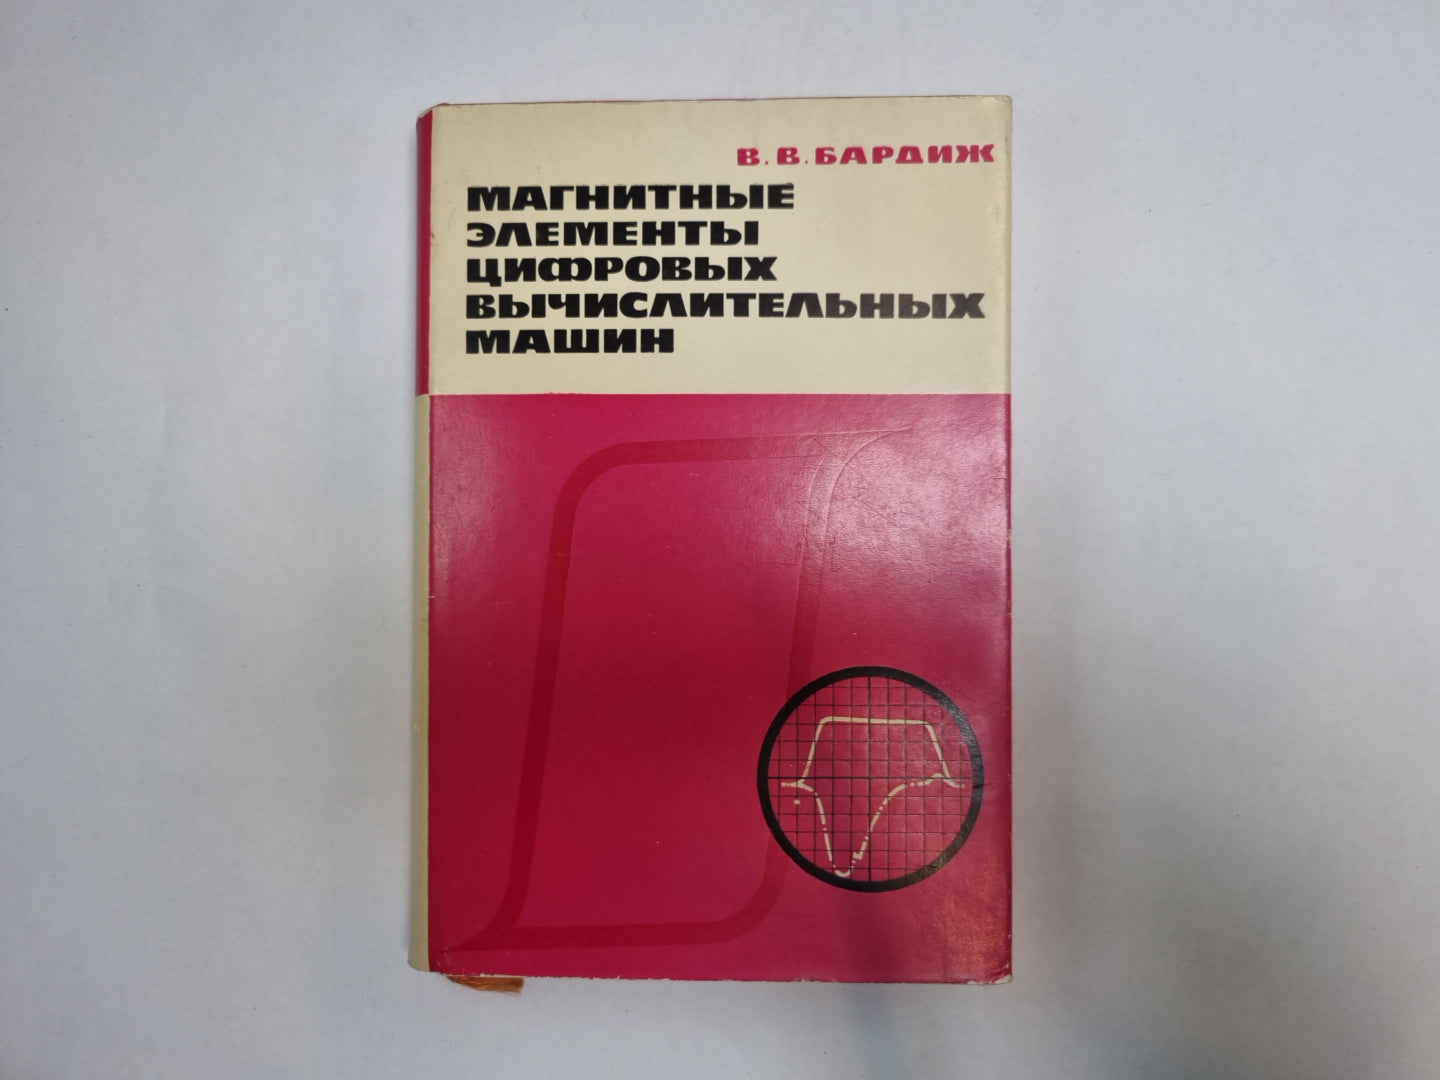 В. В. БАРДИЖ
МАГНИТНЫЕ
ЭЛЕМЕНТЫ
ЦИФРОВЫХ
ВЫЧИСЛИТЕЛЬНЫХ
МАШИН